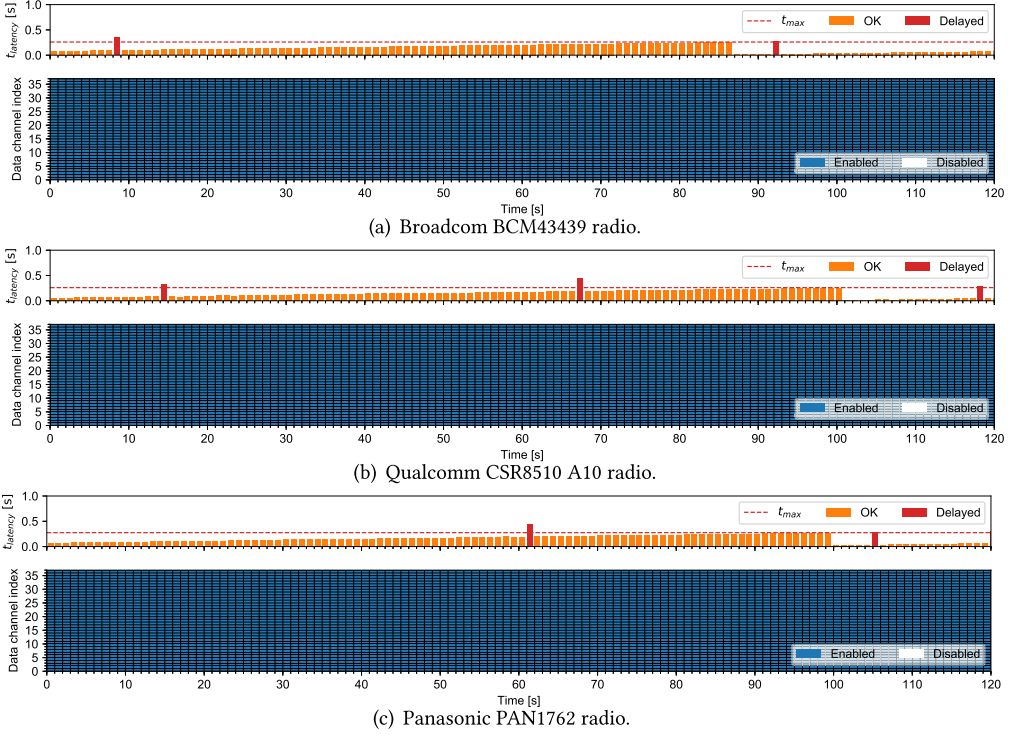 1.0
0.5
0.0
t_latency [s]
t_max OK Delayed
35
30
25
20
15
10
5
0
Data channel index
Enabled Disabled
0 10 20 30 40 50 60 70 80 90 100 110 120
Time [s]
(a) Broadcom BCM43439 radio.
1.0
0.5
0.0
t_latency [s]
t_max OK Delayed
35
30
25
20
15
10
5
0
Data channel index
Enabled Disabled
0 10 20 30 40 50 60 70 80 90 100 110 120
Time [s]
(b) Qualcomm CSR8510 A10 radio.
1.0
0.5
0.0
t_latency [s]
t_max OK Delayed
35
30
25
20
15
10
5
0
Data channel index
Enabled Disabled
0 10 20 30 40 50 60 70 80 90 100 110 120
Time [s]
(c) Panasonic PAN1762 radio.